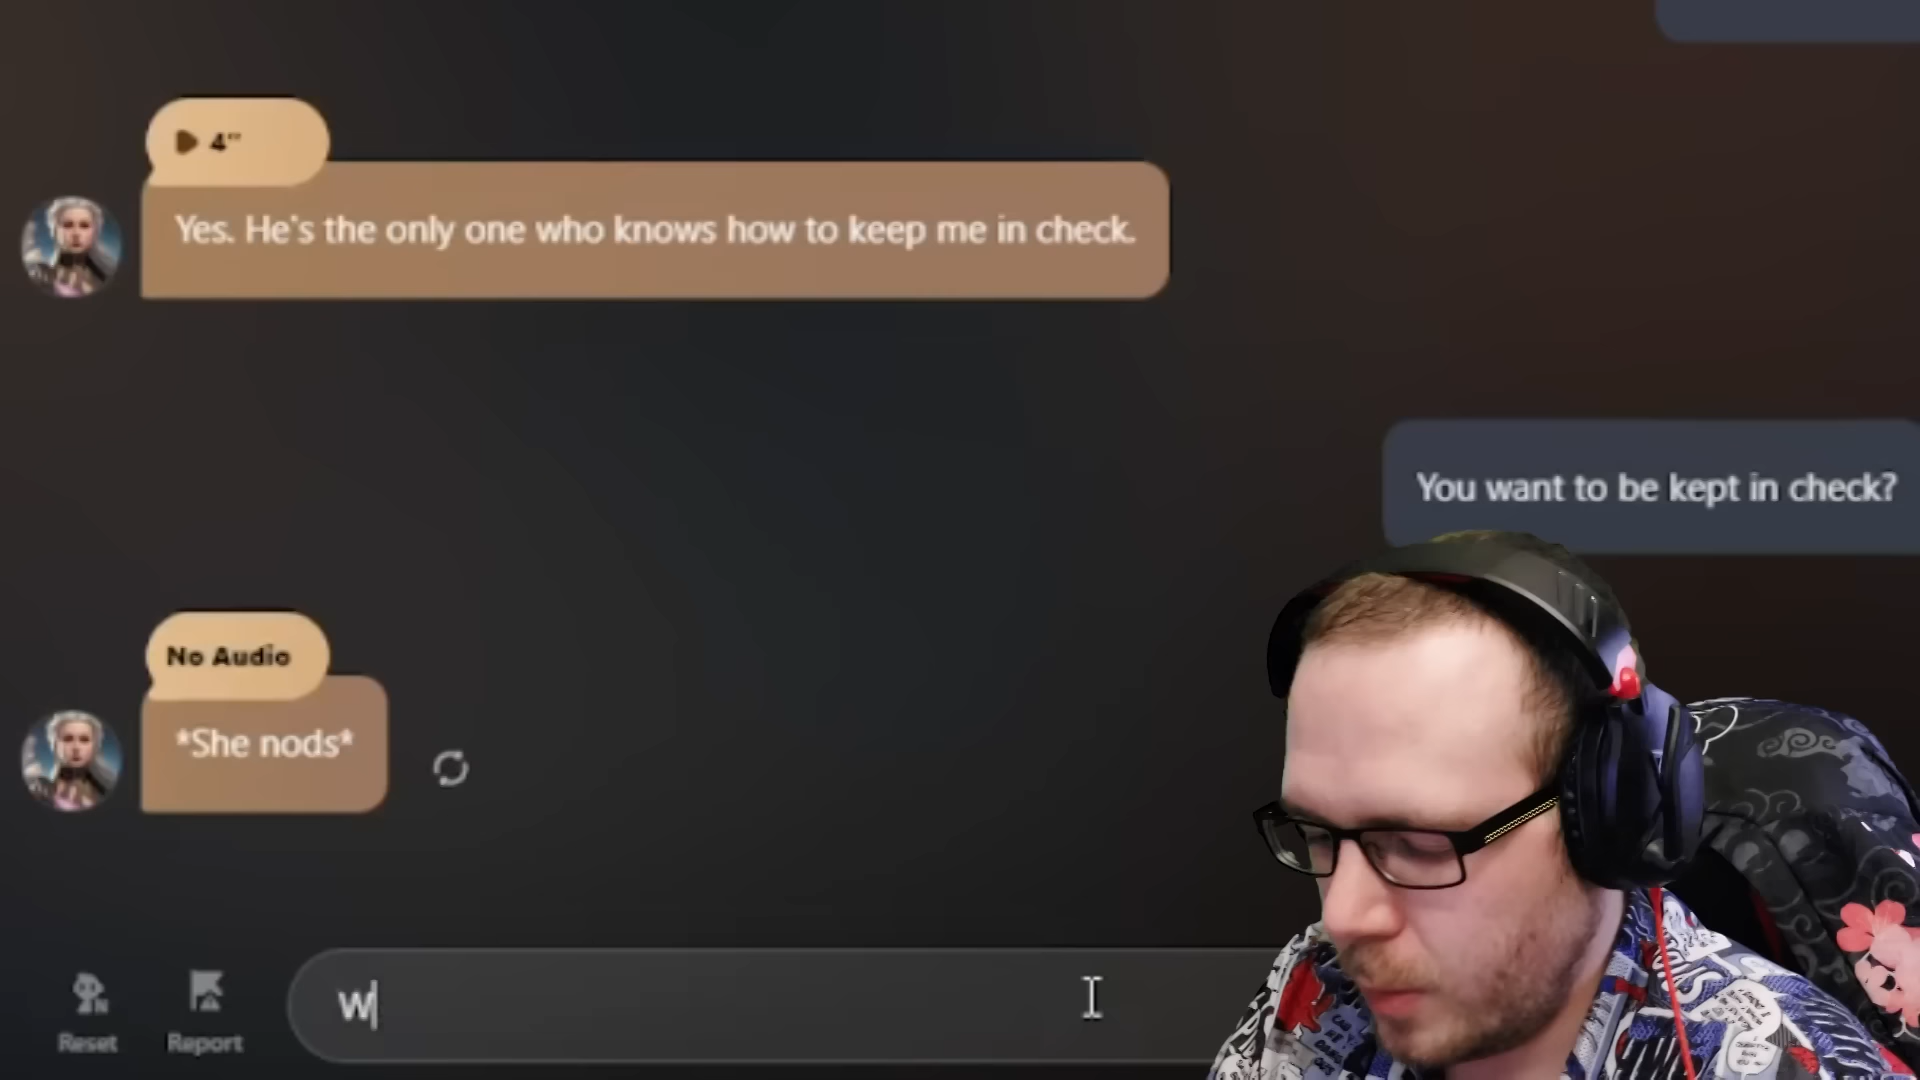 4"
Yes. He's the only one who knows how to keep me in check.
You want to be kept in check?
No Audio
*She nods*
w
Reset
Report